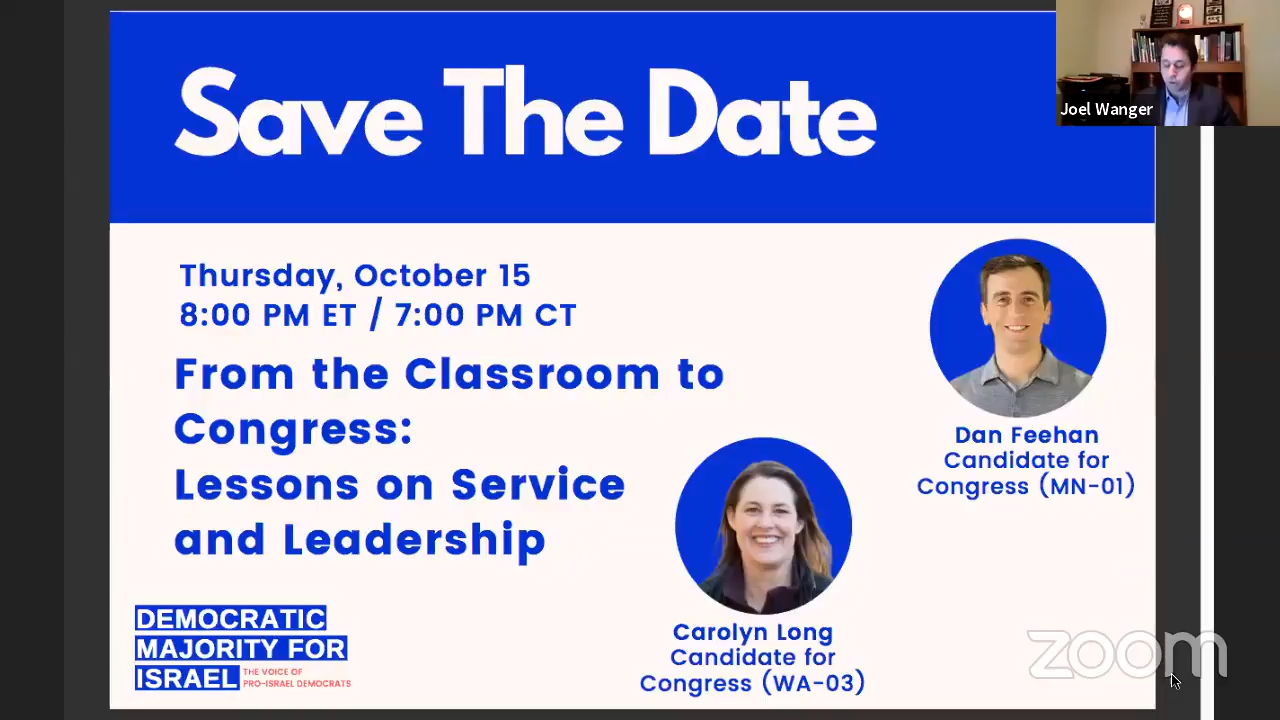 Save The Date
Joel Wanger
Thursday, October 15
8:00 PM ET / 7:00 PM CT
From the Classroom to
Congress:
Lessons on Service
and Leadership
Dan Feehan
Candidate for
Congress (MN-01)
Carolyn Long
Candidate for
Congress (WA-03)
DEMOCRATIC
MAJORITY FOR
ISRAEL
THE VOICE OF
PRO-ISRAEL DEMOCRATS
zoom